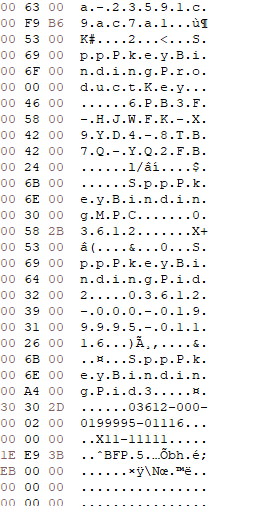 00 63 00 a.-.2.3.5.9.1.c.
00 F9 B6 9.a.c.7.a.1...ù¶
00 53 00 K#....2...<...S.
00 69 00 p.p.P.k.e.y.B.i.
00 6F 00 n.d.i.n.g.P.r.o.
00 00 00 d.u.c.t.K.e.y...
00 46 00 ......6.P.B.3.F.
00 58 00 -.H.J.W.F.K.-.X.
00 42 00 9.Y.D.4.-.8.T.B.
00 42 00 7.Q.-.Y.Q.2.F.B.
00 24 00 ......l/âí....$.
00 6B 00 ......S.p.p.P.k.
00 6E 00 e.y.B.i.n.d.i.n.
00 30 00 g.M.P.C.......0.
00 58 2B 3.6.1.2.......X+
00 53 00 â(....&...0...S.
00 69 00 p.p.P.k.e.y.B.i.
00 64 00 n.d.i.n.g.P.i.d.
00 32 00 2.....0.3.6.1.2.
00 39 00 -.0.0.0.-.0.1.9.
00 31 00 9.9.9.5.-.0.1.1.
00 26 00 1.6...)Ã¸,....&.
00 6B 00 ..¤...S.p.p.P.k.
00 6E 00 e.y.B.i.n.d.i.n.
00 A4 00 g.P.i.d.3.....¤.
30 30 2D ......03612-000-
00 02 00 0199995-01116...
00 00 00 ..X11-11111.....
1E E9 3B ..ˆBFP.5...Õbh.é;
EB 00 00 ......×ÿ\Nœ.™ë..
00 00 00 ................
00 00 00 ................